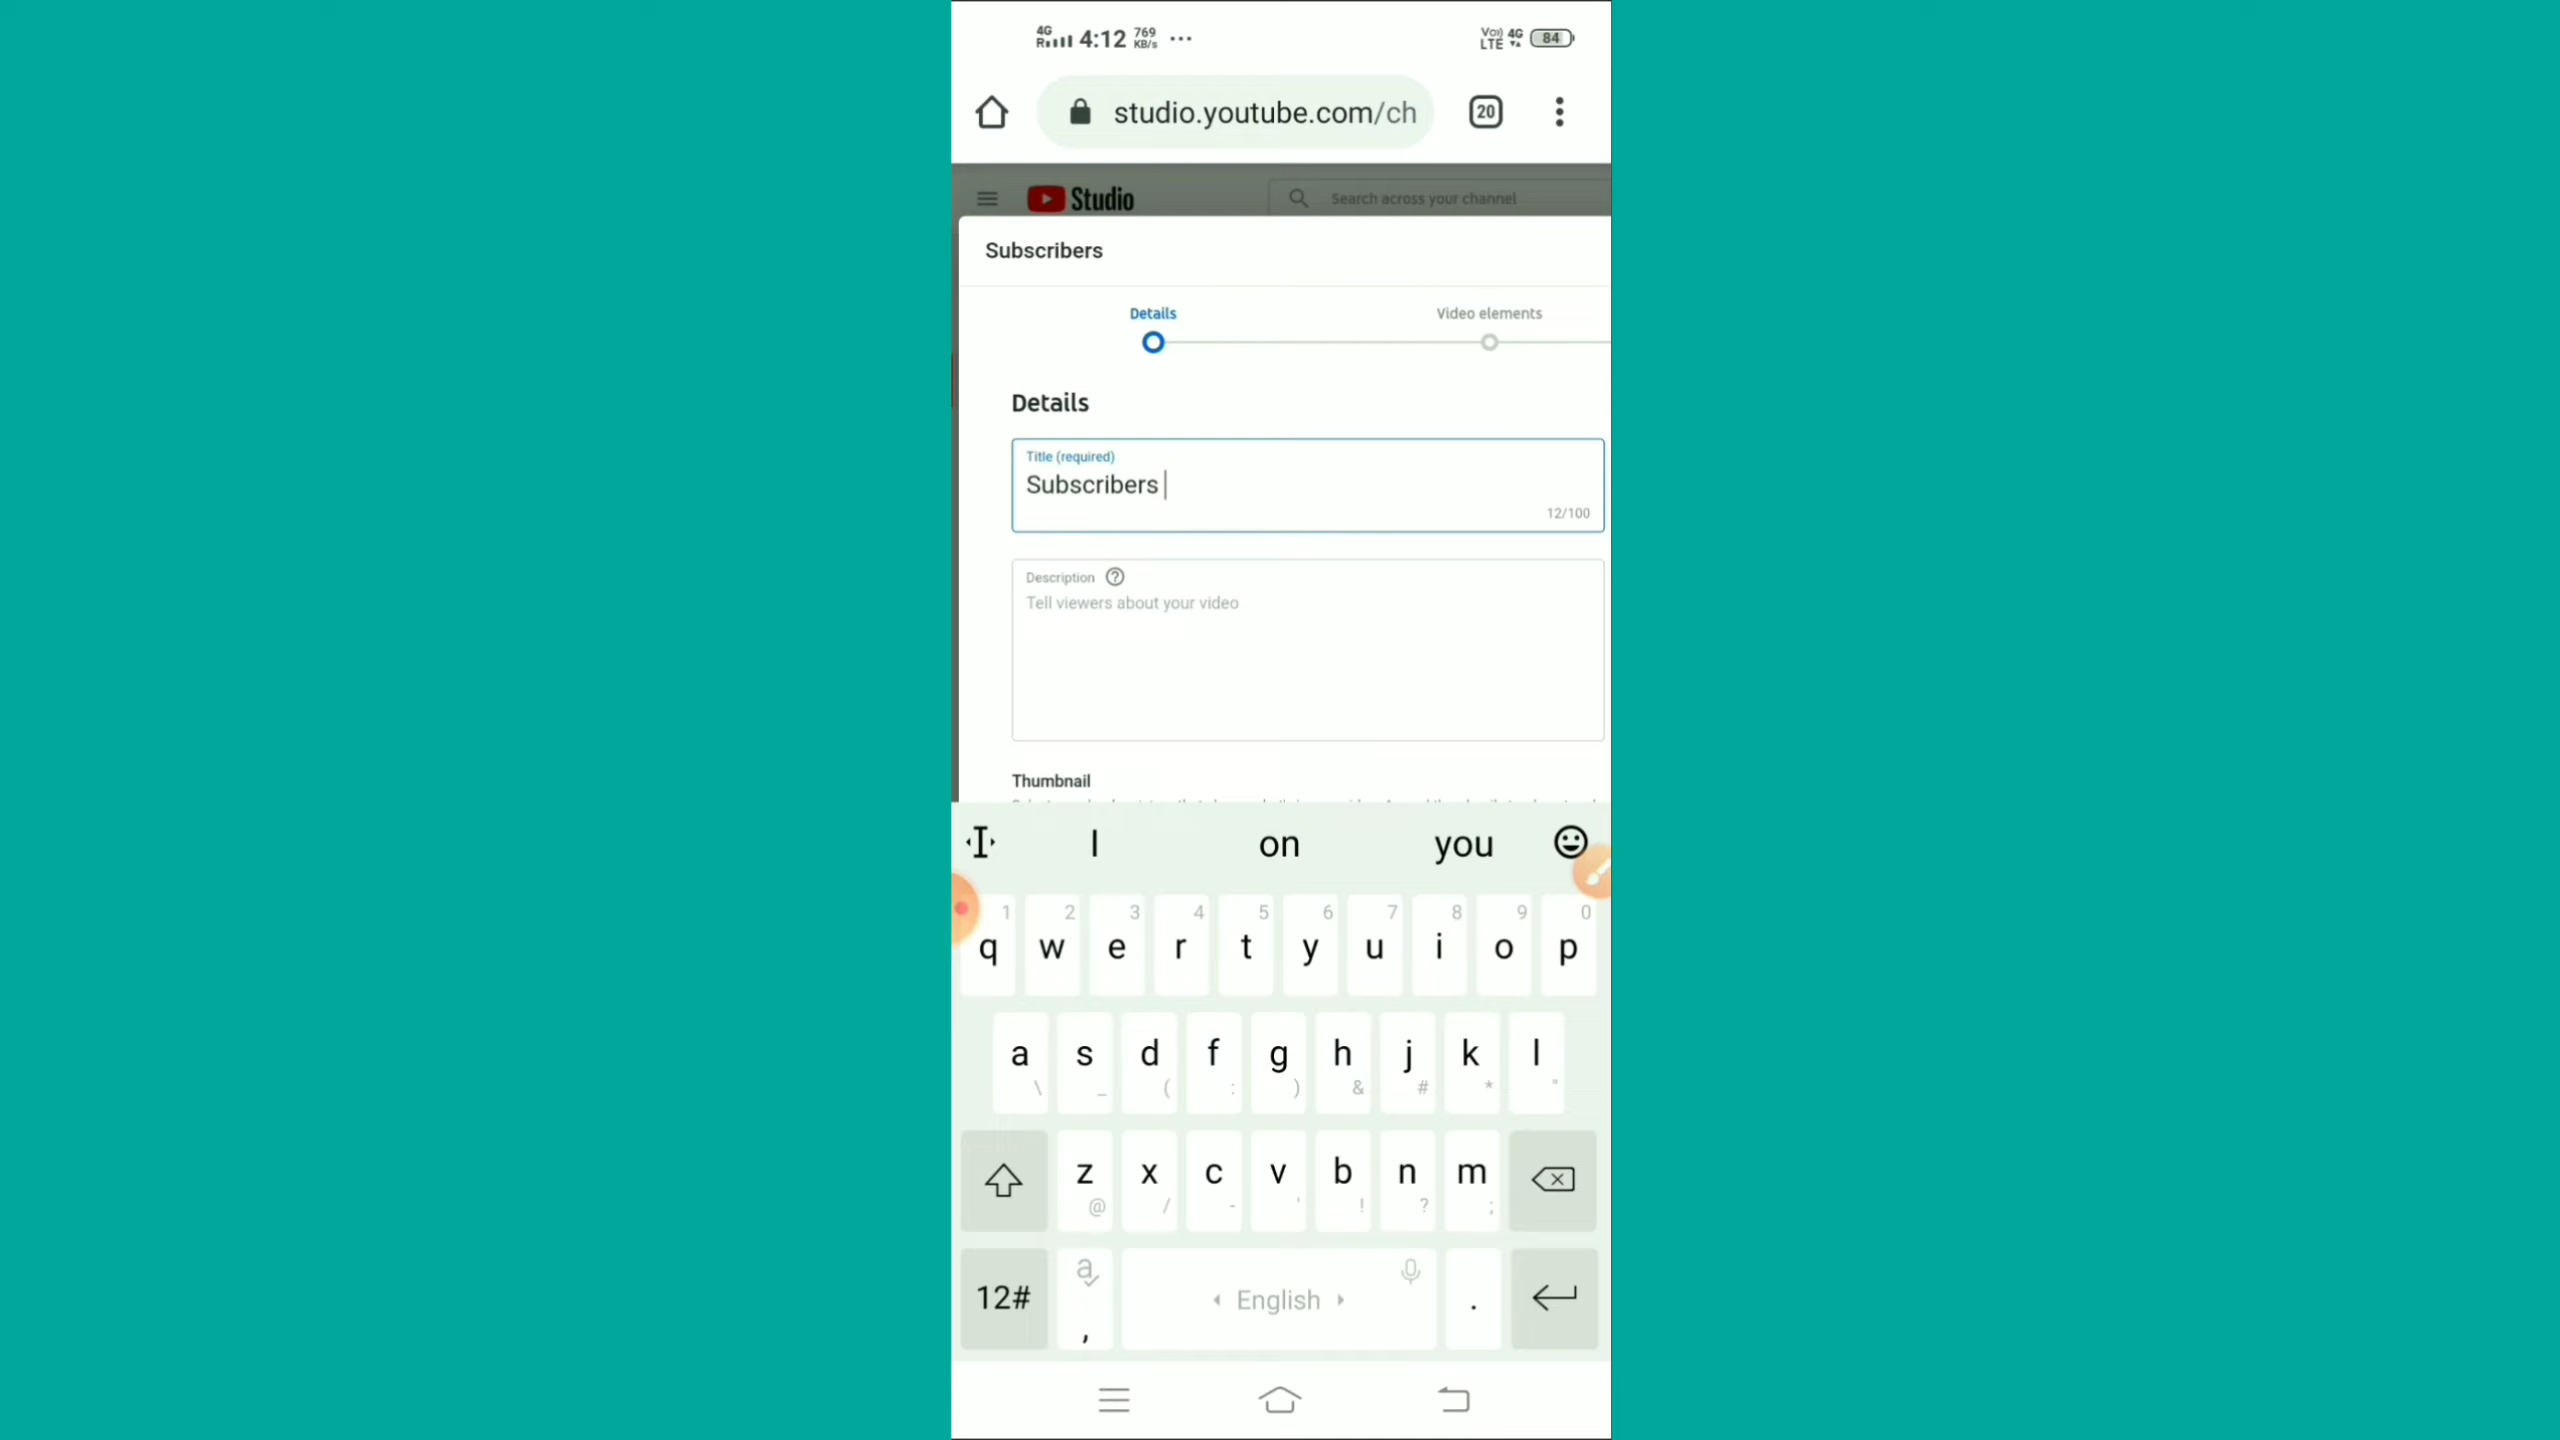 4G
R 4:12 769 KB/s ...
Vo) LTE 4G 84
studio.youtube.com/ch
20
Studio
Search across your channel
Subscribers
Details
Video elements
Details
Title (required)
Subscribers
12/100
Description ?
Tell viewers about your video
Thumbnail
I on you
1 2 3 4 5 6 7 8 9 0
q w e r t y u i o p
a s d f g h j k l
\ _ ( : ) & # * "
z x c v b n m
@ / - ' ! ? ;
12# a , English .